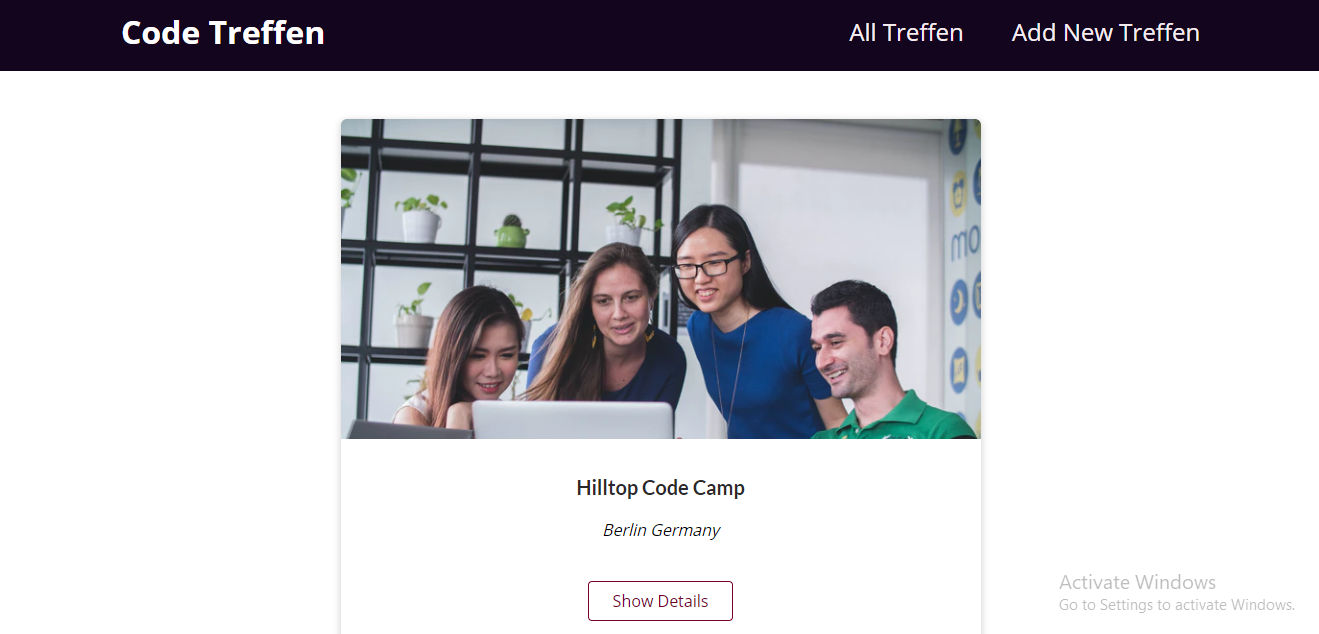 Code Treffen
All Treffen
Add New Treffen
mo
Hilltop Code Camp
Berlin Germany
Show Details
Activate Windows
Go to Settings to activate Windows.